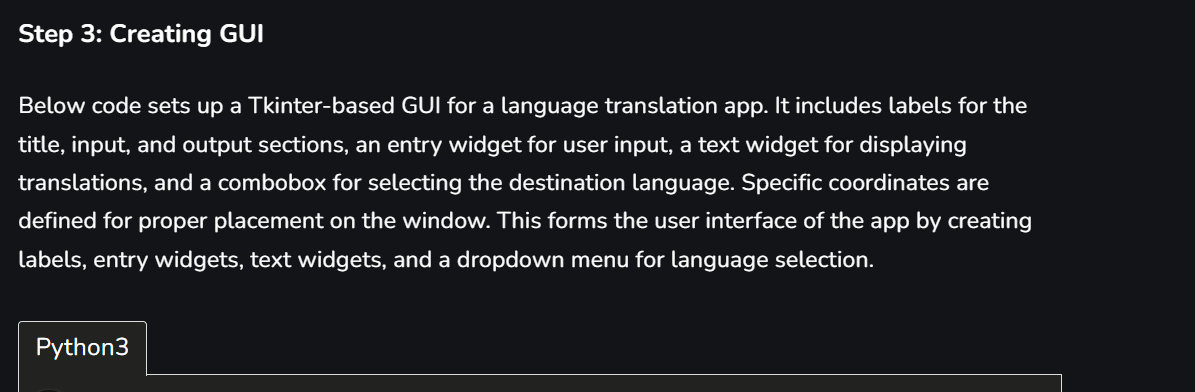 Step 3: Creating GUI
Below code sets up a Tkinter-based GUI for a language translation app. It includes labels for the
title, input, and output sections, an entry widget for user input, a text widget for displaying
translations, and a combobox for selecting the destination language. Specific coordinates are
defined for proper placement on the window. This forms the user interface of the app by creating
labels, entry widgets, text widgets, and a dropdown menu for language selection.
Python3